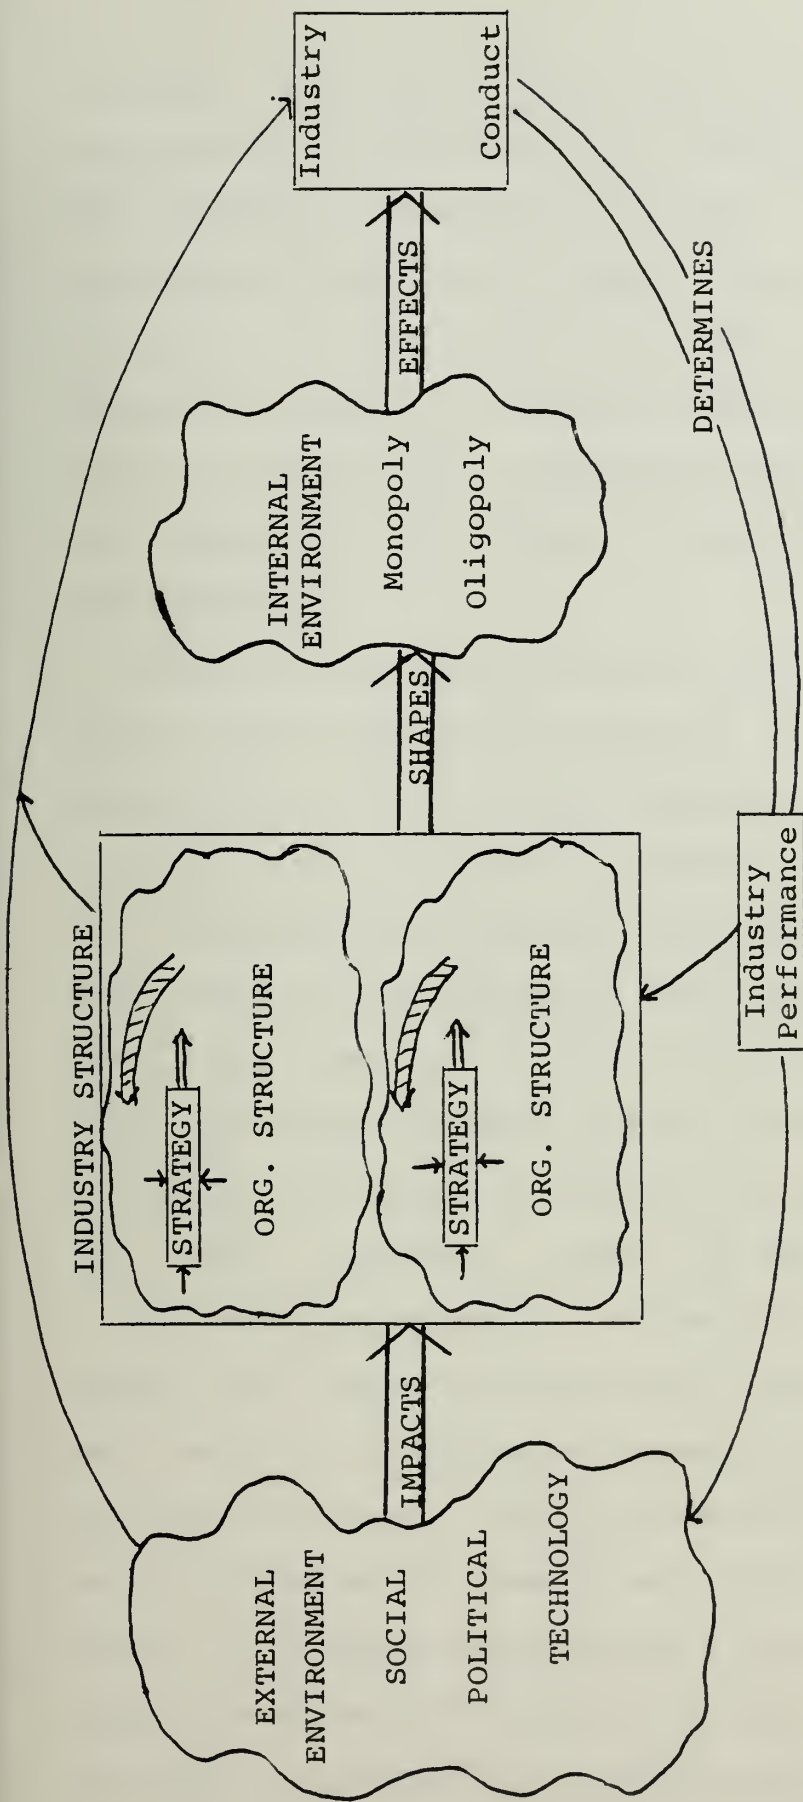 EXTERNAL
ENVIRONMENT
SOCIAL
POLITICAL
TECHNOLOGY
IMPACTS
INDUSTRY STRUCTURE
STRATEGY
ORG. STRUCTURE
STRATEGY
ORG. STRUCTURE
SHAPES
INTERNAL
ENVIRONMENT
Monopoly
Oligopoly
EFFECTS
Industry
Conduct
DETERMINES
Industry
Performance